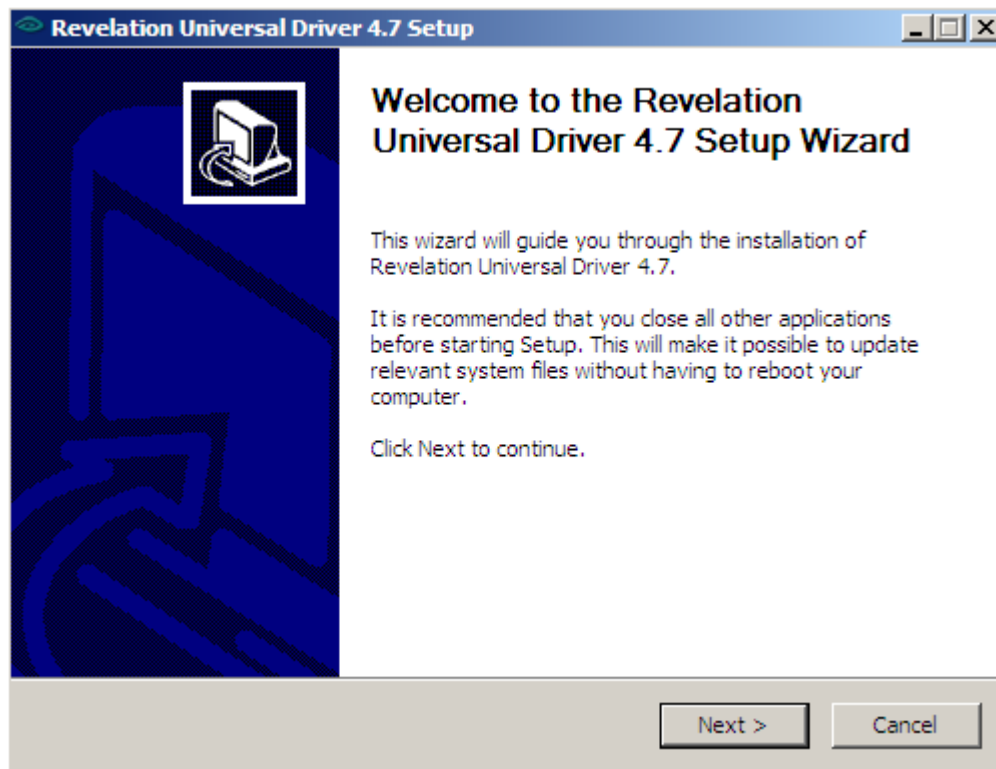 Revelation Universal Driver 4.7 Setup
Welcome to the Revelation
Universal Driver 4.7 Setup Wizard
This wizard will guide you through the installation of
Revelation Universal Driver 4.7.
It is recommended that you close all other applications
before starting Setup. This will make it possible to update
relevant system files without having to reboot your
computer.
Click Next to continue.
Next >
Cancel